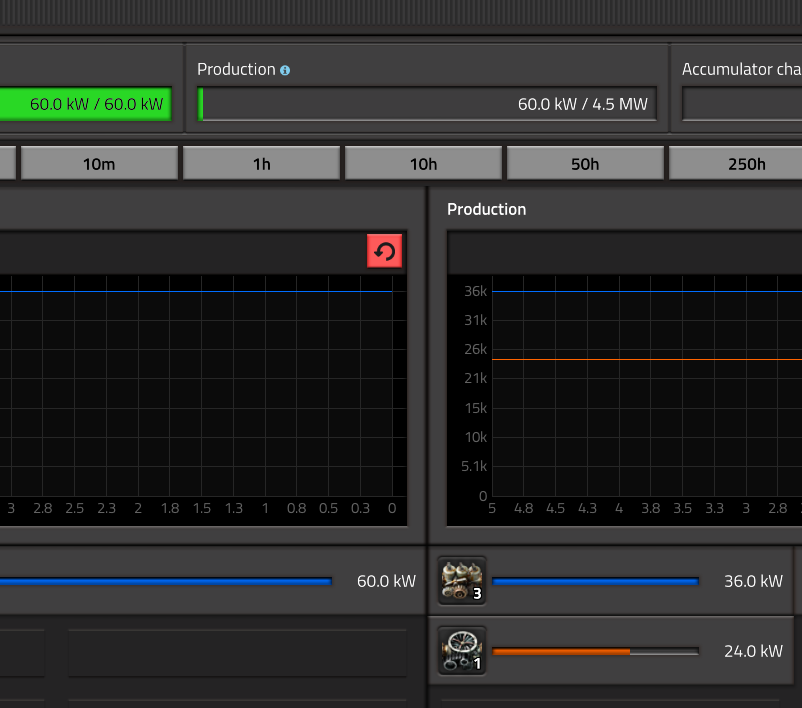 Production
Accumulator cha
60.0 kW / 60.0 kW
60.0 kW / 4.5 MW
10m
1h
10h
50h
250h
Production
36k
31k
26k
21k
15k
10k
5.1k
0
3 2.8 2.5 2.3 2 1.8 1.5 1.3 1 0.8 0.5 0.3 0
5 4.8 4.5 4.3 4 3.8 3.5 3.3 3 2.8
60.0 kW
3
36.0 kW
1
24.0 kW